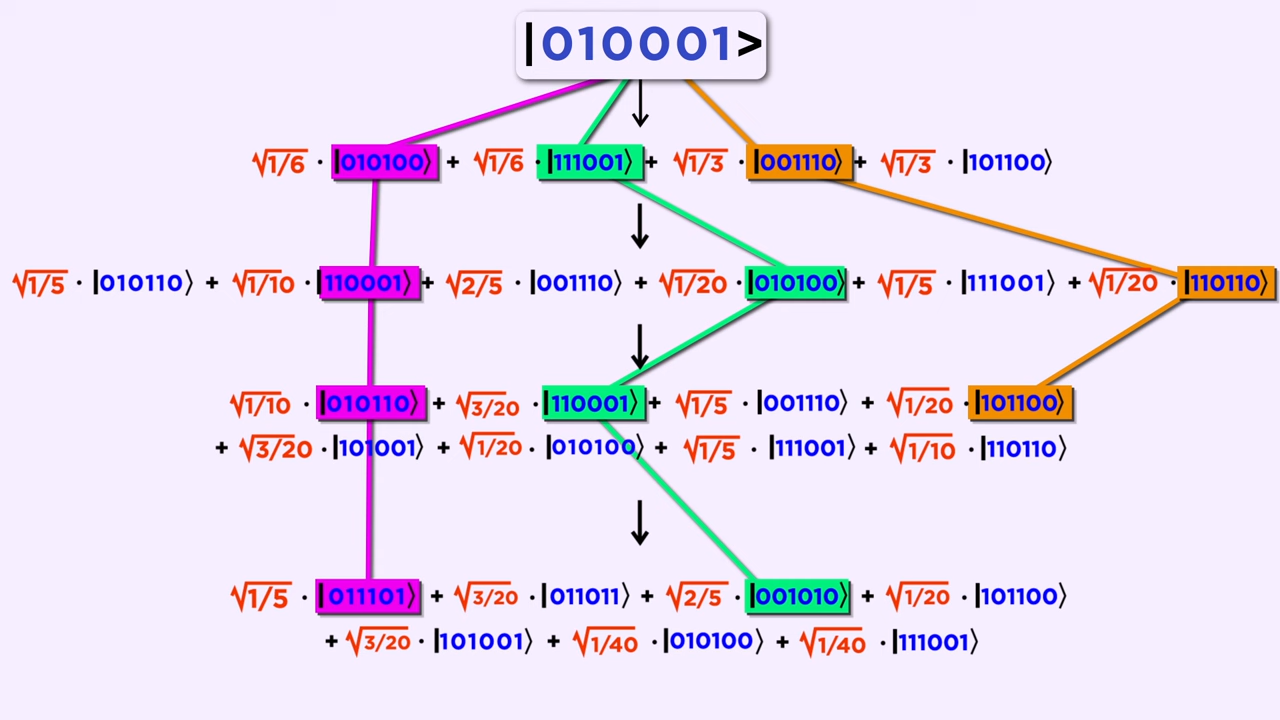 |010001>
√1/6 · |010100⟩ + √1/6 · |111001⟩ + √1/3 · |001110⟩ + √1/3 · |101100⟩
√1/5 · |010110⟩ + √1/10 · |110001⟩ + √2/5 · |001110⟩ + √1/20 · |010100⟩ + √1/5 · |111001⟩ + √1/20 · |110110⟩
√1/10 · |010110⟩ + √3/20 · |110001⟩ + √1/5 · |001110⟩ + √1/20 · |101100⟩
+ √3/20 · |101001⟩ + √1/20 · |010100⟩ + √1/5 · |111001⟩ + √1/10 · |110110⟩
√1/5 · |011101⟩ + √3/20 · |011011⟩ + √2/5 · |001010⟩ + √1/20 · |101100⟩
+ √3/20 · |101001⟩ + √1/40 · |010100⟩ + √1/40 · |111001⟩